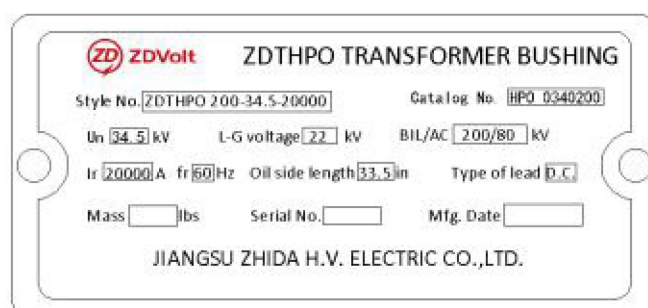 ZD ZDVolt ZDTHPO TRANSFORMER BUSHING
Style No. ZDTHPO 200-34.5-20000 Catalog No. HPO 0340200
Un 34.5 kV L-G voltage 22 kV BIL/AC 200/80 kV
Ir 20000 A fr 60 Hz Oil side length 33.5 in Type of lead D.C.
Mass lbs Serial No. Mfg. Date
JIANGSU ZHIDA H.V. ELECTRIC CO.,LTD.